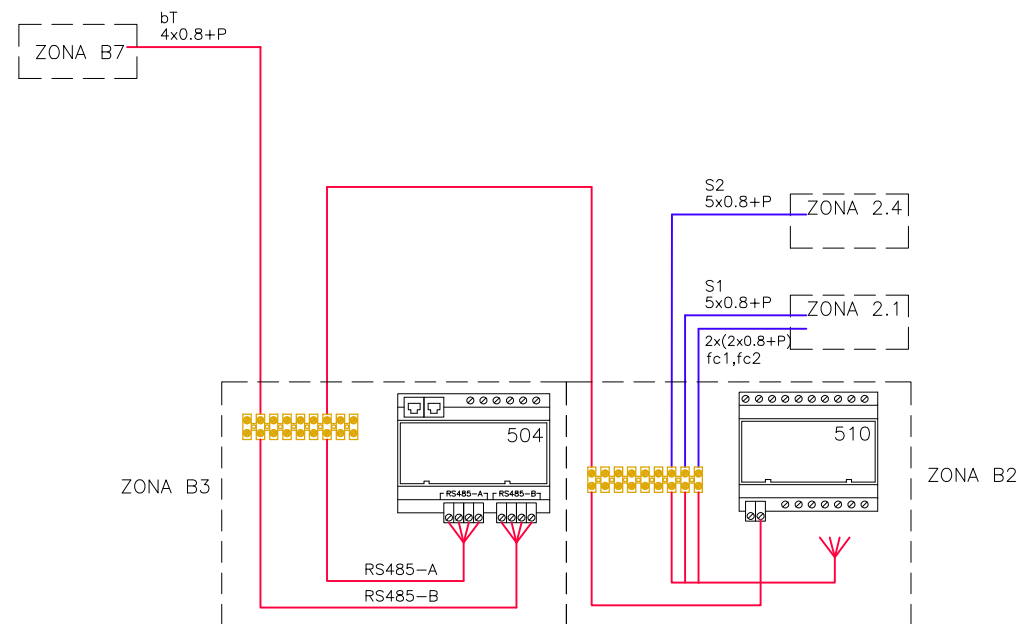 bT
4x0.8+P
ZONA B7
S2
5x0.8+P
ZONA 2.4
S1
5x0.8+P
ZONA 2.1
2x(2x0.8+P)
fc1,fc2
504
510
ZONA B3
RS485-A
RS485-B
ZONA B2
RS485-A
RS485-B